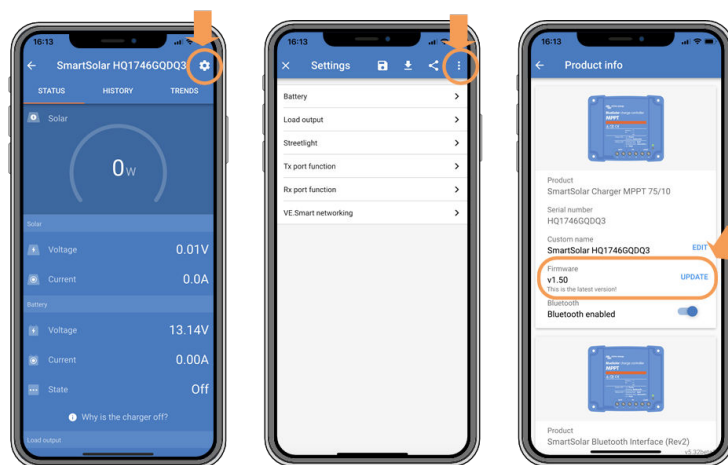 16:13
SmartSolar HQ1746GQDQ3
STATUS HISTORY TRENDS
Solar
0W
Solar
Voltage 0.01V
Current 0.0A
Battery
Voltage 13.14V
Current 0.00A
State Off
Why is the charger off?
Load output
16:13
Settings
Battery
Load output
Streetlight
Tx port function
Rx port function
VE.Smart networking
16:13
Product info
MPPT
Product
SmartSolar Charger MPPT 75/10
Serial number
HQ1746GQDQ3
Custom name
SmartSolar HQ1746GQDQ3 EDIT
Firmware
v1.50 UPDATE
This is the latest version!
Bluetooth
Bluetooth enabled
MPPT
Product
SmartSolar Bluetooth Interface (Rev2)